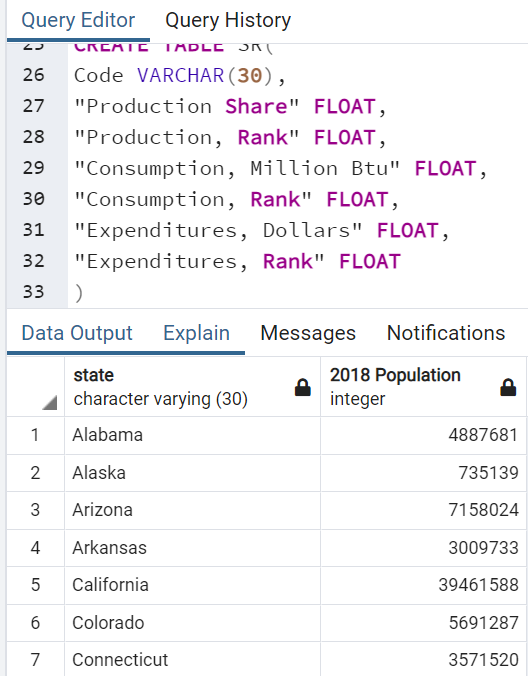 Query Editor Query History
25 CREATE TABLE SR(
26 Code VARCHAR(30),
27 "Production Share" FLOAT,
28 "Production, Rank" FLOAT,
29 "Consumption, Million Btu" FLOAT,
30 "Consumption, Rank" FLOAT,
31 "Expenditures, Dollars" FLOAT,
32 "Expenditures, Rank" FLOAT
33 )
Data Output Explain Messages Notifications
state 2018 Population
character varying (30) integer
1 Alabama 4887681
2 Alaska 735139
3 Arizona 7158024
4 Arkansas 3009733
5 California 39461588
6 Colorado 5691287
7 Connecticut 3571520